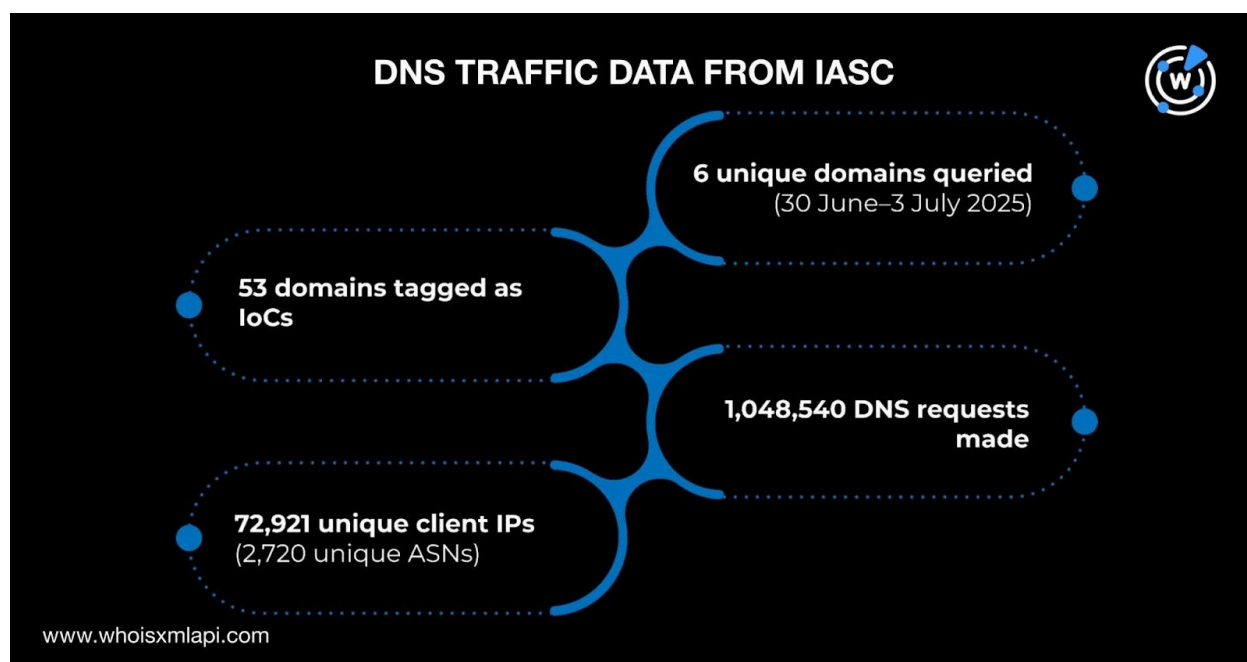 DNS TRAFFIC DATA FROM IASC
W
6 unique domains queried
(30 June–3 July 2025)
53 domains tagged as
IoCs
1,048,540 DNS requests
made
72,921 unique client IPs
(2,720 unique ASNs)
www.whoisxmlapi.com